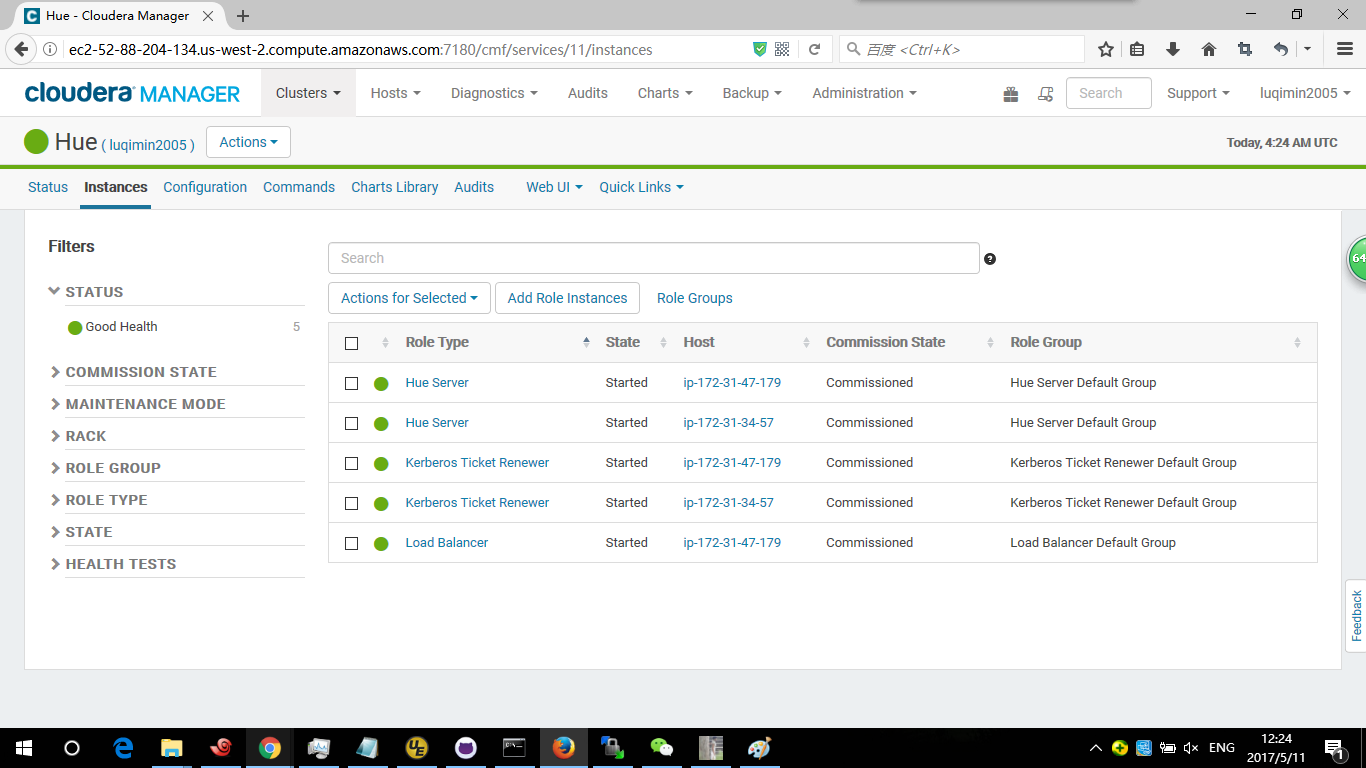 Hue - Cloudera Manager
ec2-52-88-204-134.us-west-2.compute.amazonaws.com:7180/cmf/services/11/instances
百度 <Ctrl+K>
cloudera MANAGER Clusters Hosts Diagnostics Audits Charts Backup Administration Search Support luqimin2005
Hue ( luqimin2005 ) Actions Today, 4:24 AM UTC
Status Instances Configuration Commands Charts Library Audits Web UI Quick Links
Filters
STATUS
Good Health 5
COMMISSION STATE
MAINTENANCE MODE
RACK
ROLE GROUP
ROLE TYPE
STATE
HEALTH TESTS
Search
Actions for Selected Add Role Instances Role Groups
Role Type State Host Commission State Role Group
Hue Server Started ip-172-31-47-179 Commissioned Hue Server Default Group
Hue Server Started ip-172-31-34-57 Commissioned Hue Server Default Group
Kerberos Ticket Renewer Started ip-172-31-47-179 Commissioned Kerberos Ticket Renewer Default Group
Kerberos Ticket Renewer Started ip-172-31-34-57 Commissioned Kerberos Ticket Renewer Default Group
Load Balancer Started ip-172-31-47-179 Commissioned Load Balancer Default Group
64
Feedback
ENG
12:24
2017/5/11
1